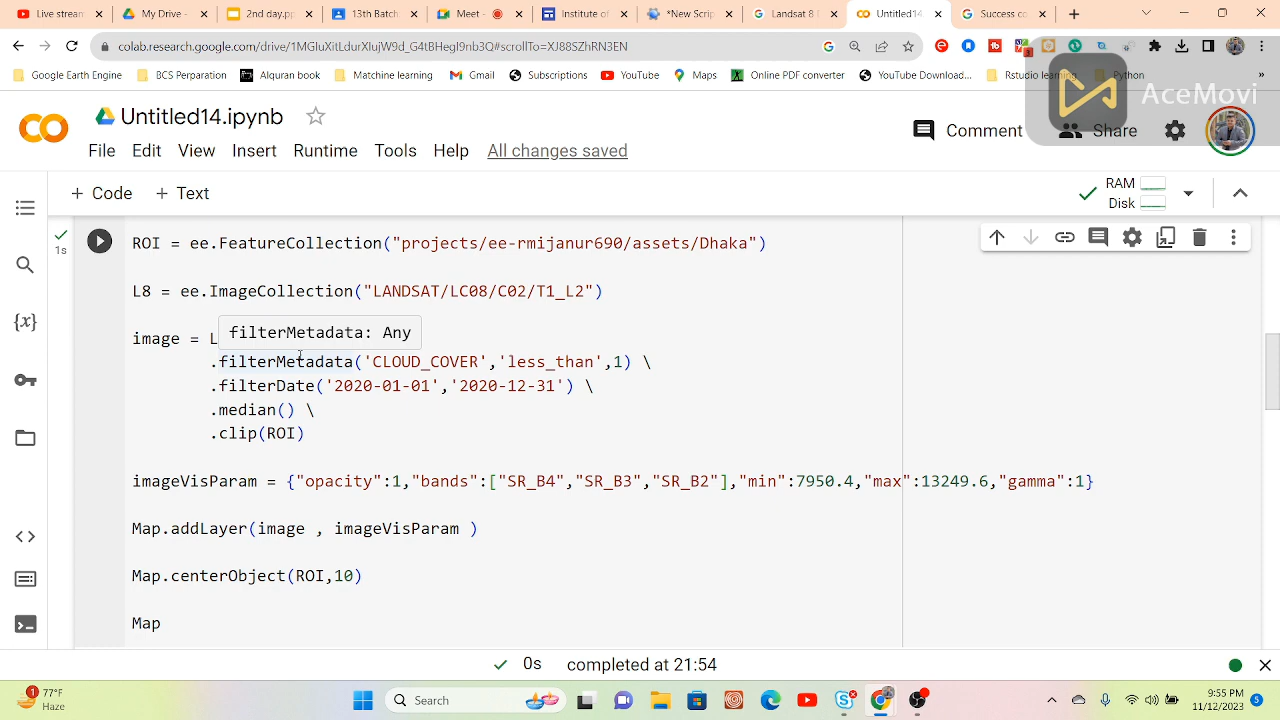 Live stream
My Drive -
2nd day.pp
13th Batch
Meet -
Institute of
*New Scrip
Landsat 8 L
Untitled14
Success co
colab.research.google.com/drive/
Google Earth Engine
BCS Perparation
Alquran book
Matchine learning
Gmail
Subscriptions
YouTube
Maps
Online PDF converter
YouTube Download...
Rstudio learning
Python
»
AceMovi
Untitled14.ipynb
Comment
Share
File Edit View Insert Runtime Tools Help All changes saved
+ Code + Text
RAM
Disk
1s
ROI = ee.FeatureCollection("projects/ee-rmijanur690/assets/Dhaka")
L8 = ee.ImageCollection("LANDSAT/LC08/C02/T1_L2")
filterMetadata: Any
image = L
.filterMetadata('CLOUD_COVER','less_than',1) \
.filterDate('2020-01-01','2020-12-31') \
.median() \
.clip(ROI)
imageVisParam = {"opacity":1,"bands":["SR_B4","SR_B3","SR_B2"],"min":7950.4,"max":13249.6,"gamma":1}
Map.addLayer(image , imageVisParam )
Map.centerObject(ROI,10)
Map
{x}
0s completed at 21:54
1
77°F
Haze
Search
9:55 PM
11/12/2023
5